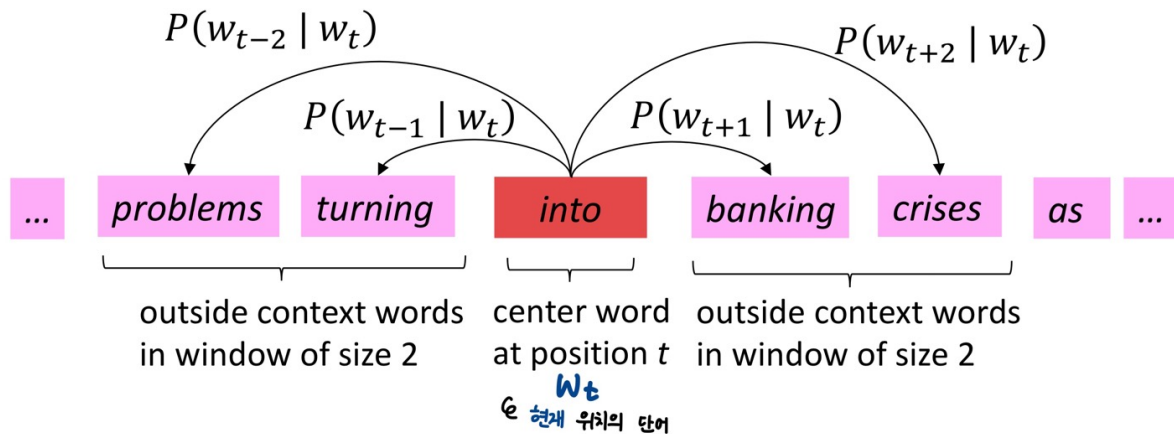 P(w_{t−2} | w_t)
P(w_{t+2} | w_t)
P(w_{t−1} | w_t)
P(w_{t+1} | w_t)
... problems turning into banking crises as ...
outside context words
in window of size 2
center word
at position t
outside context words
in window of size 2
W_t
현재 위치의 단어